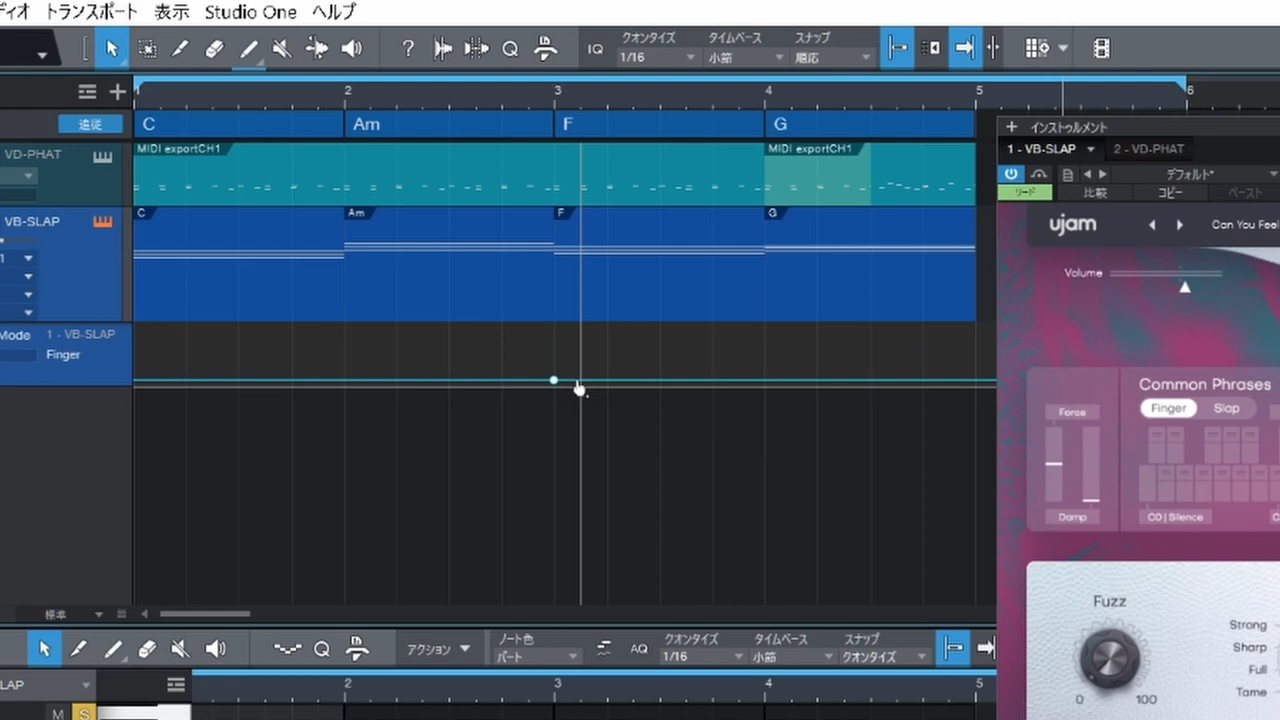 ディオ トランスポート 表示 Studio One ヘルプ
IQ クオンタイズ 1/16 タイムベース 小節 スナップ 順応
1 2 3 4 5 6
追従 C Am F G
VD-PHAT MIDI exportCH1 MIDI exportCH1
VB-SLAP C Am F G
1
Mode 1 - VB-SLAP
Finger
インストゥルメント
1 - VB-SLAP 2 - VD-PHAT
デフォルト*
リード 比較 コピー ペースト
ujam Can You Feel
Volume
Common Phrases
Force Finger Slap
Damp C0 | Silence C
Fuzz
0 100
Strong
Sharp
Full
Tame
標準
アクション ノート色 パート AQ クオンタイズ 1/16 タイムベース 小節 スナップ クオンタイズ
LAP 2 3 4 5
M S